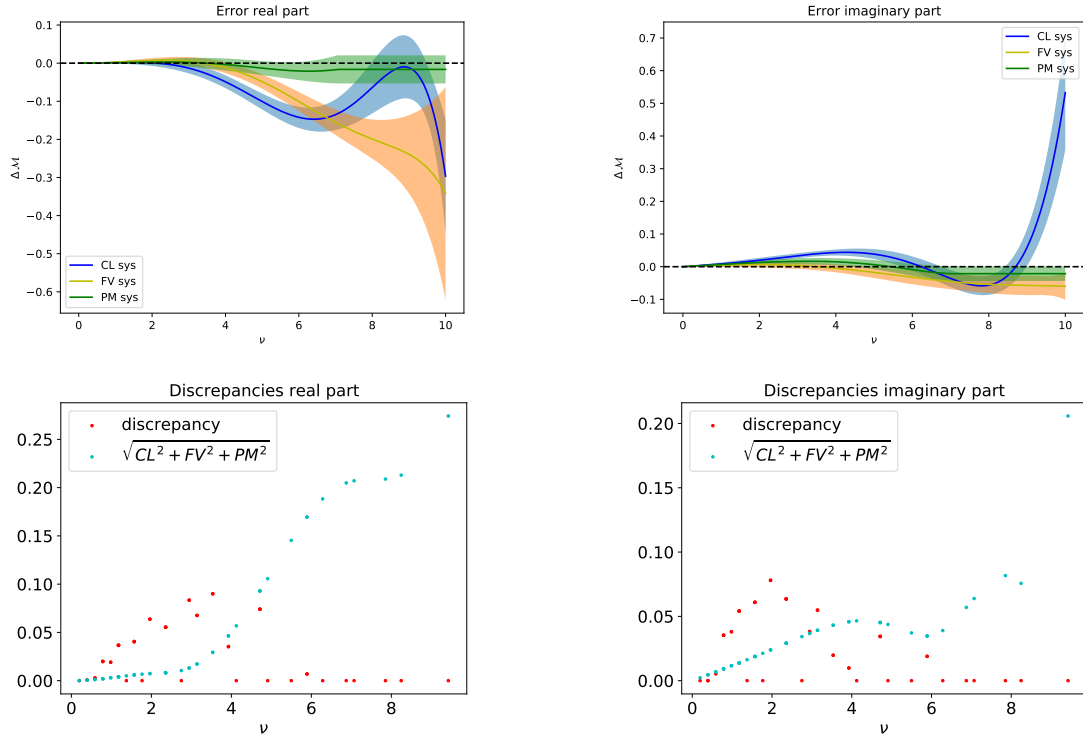 Error real part
0.1
0.0
−0.1
−0.2
−0.3
−0.4
−0.5
−0.6
Δ ℳ
CL sys
FV sys
PM sys
0 2 4 6 8 10
ν
Error imaginary part
0.7
0.6
0.5
0.4
0.3
0.2
0.1
0.0
−0.1
Δ ℳ
CL sys
FV sys
PM sys
0 2 4 6 8 10
ν
Discrepancies real part
discrepancy
√CL² + FV² + PM²
0.25
0.20
0.15
0.10
0.05
0.00
0 2 4 6 8
ν
Discrepancies imaginary part
discrepancy
√CL² + FV² + PM²
0.20
0.15
0.10
0.05
0.00
0 2 4 6 8
ν